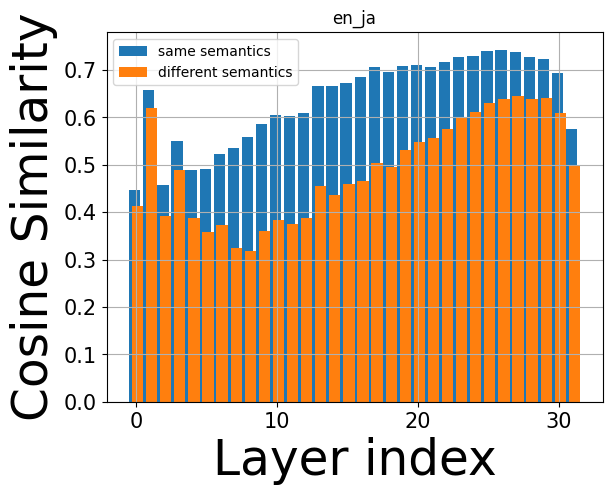 en_ja
same semantics
different semantics
Cosine Similarity
0.7
0.6
0.5
0.4
0.3
0.2
0.1
0.0
0
10
20
30
Layer index